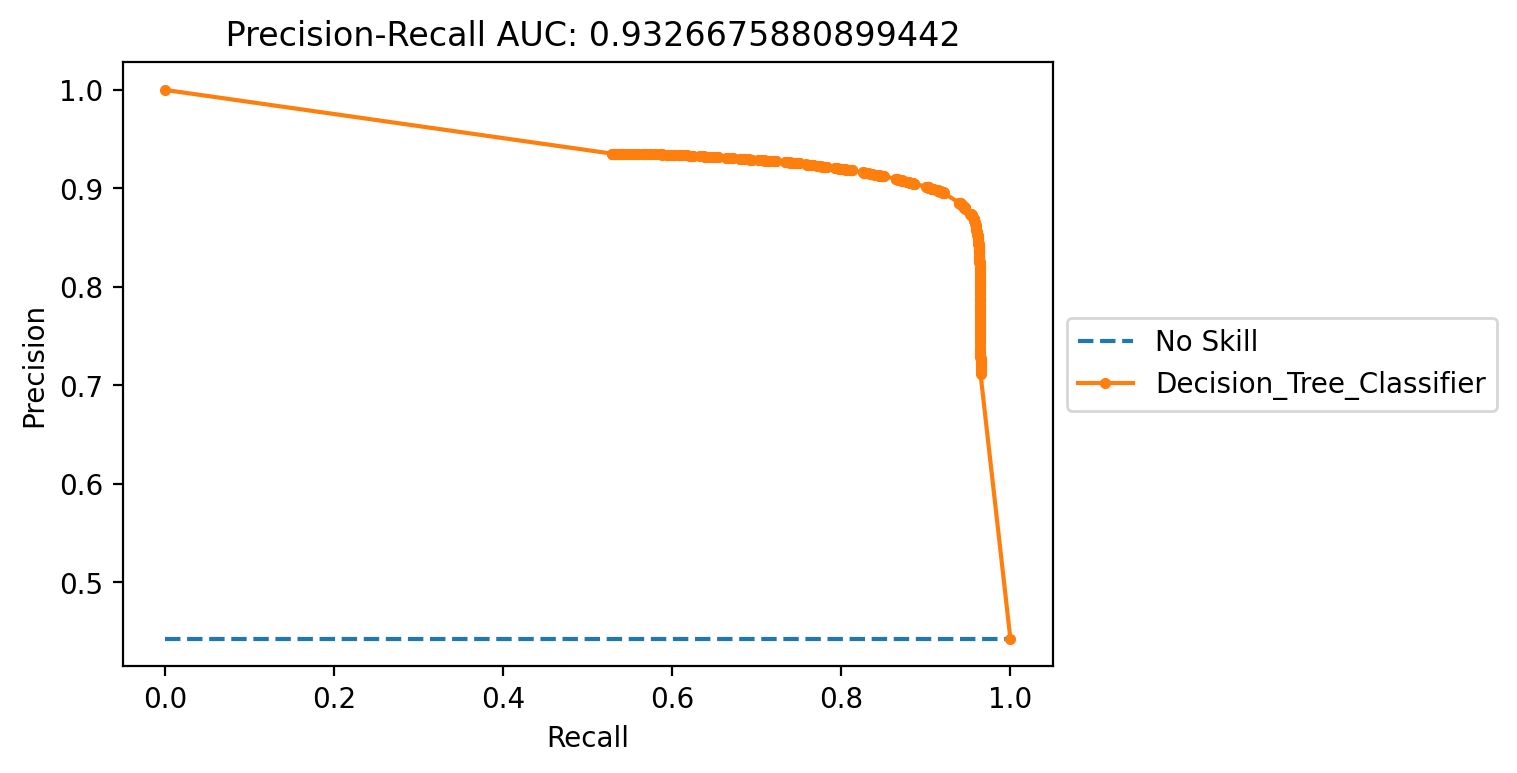 Precision-Recall AUC: 0.9326675880899442
1.0
0.9
0.8
0.7
0.6
0.5
Precision
0.0 0.2 0.4 0.6 0.8 1.0
Recall
No Skill
Decision_Tree_Classifier